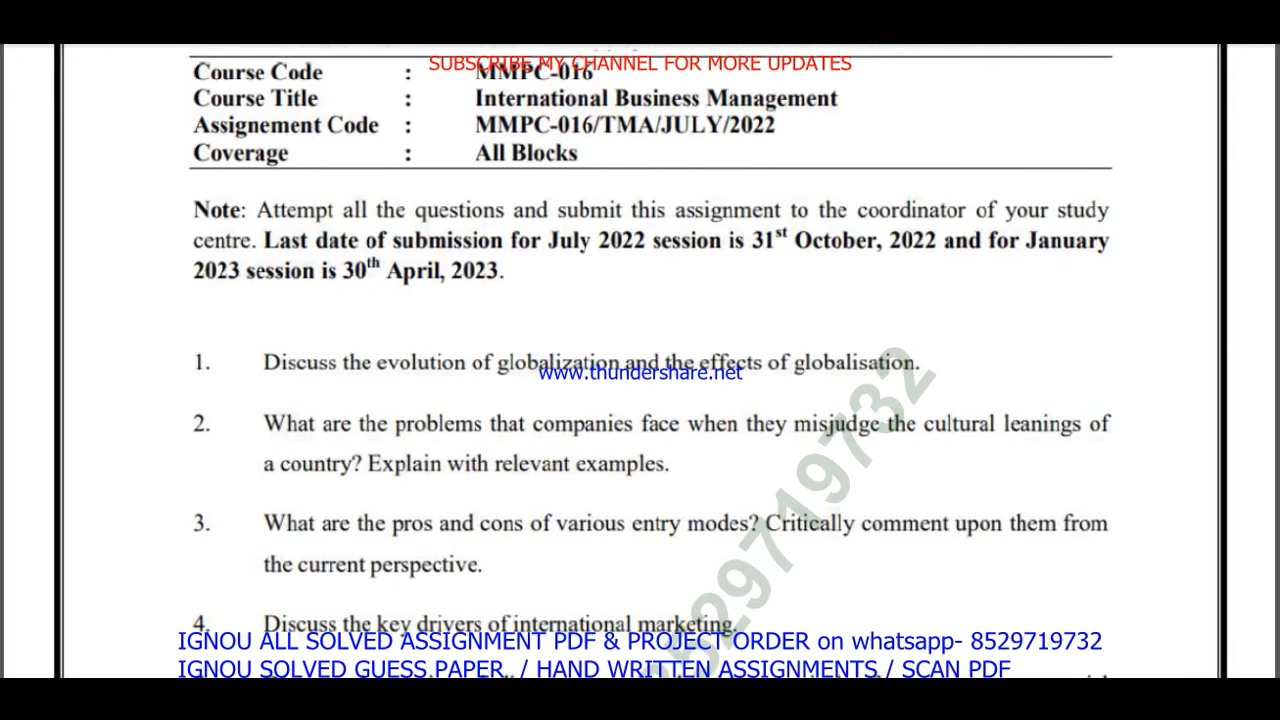 SUBSCRIBE MY CHANNEL FOR MORE UPDATES
Course Code : MMPC-016
Course Title : International Business Management
Assignement Code : MMPC-016/TMA/JULY/2022
Coverage : All Blocks
Note: Attempt all the questions and submit this assignment to the coordinator of your study
centre. Last date of submission for July 2022 session is 31st October, 2022 and for January
2023 session is 30th April, 2023.
1. Discuss the evolution of globalization and the effects of globalisation.
www.thundershare.net
2. What are the problems that companies face when they misjudge the cultural leanings of
a country? Explain with relevant examples.
3. What are the pros and cons of various entry modes? Critically comment upon them from
the current perspective.
4. Discuss the key drivers of international marketing.
8529719732
IGNOU ALL SOLVED ASSIGNMENT PDF & PROJECT ORDER on whatsapp- 8529719732
IGNOU SOLVED GUESS PAPER / HAND WRITTEN ASSIGNMENTS / SCAN PDF